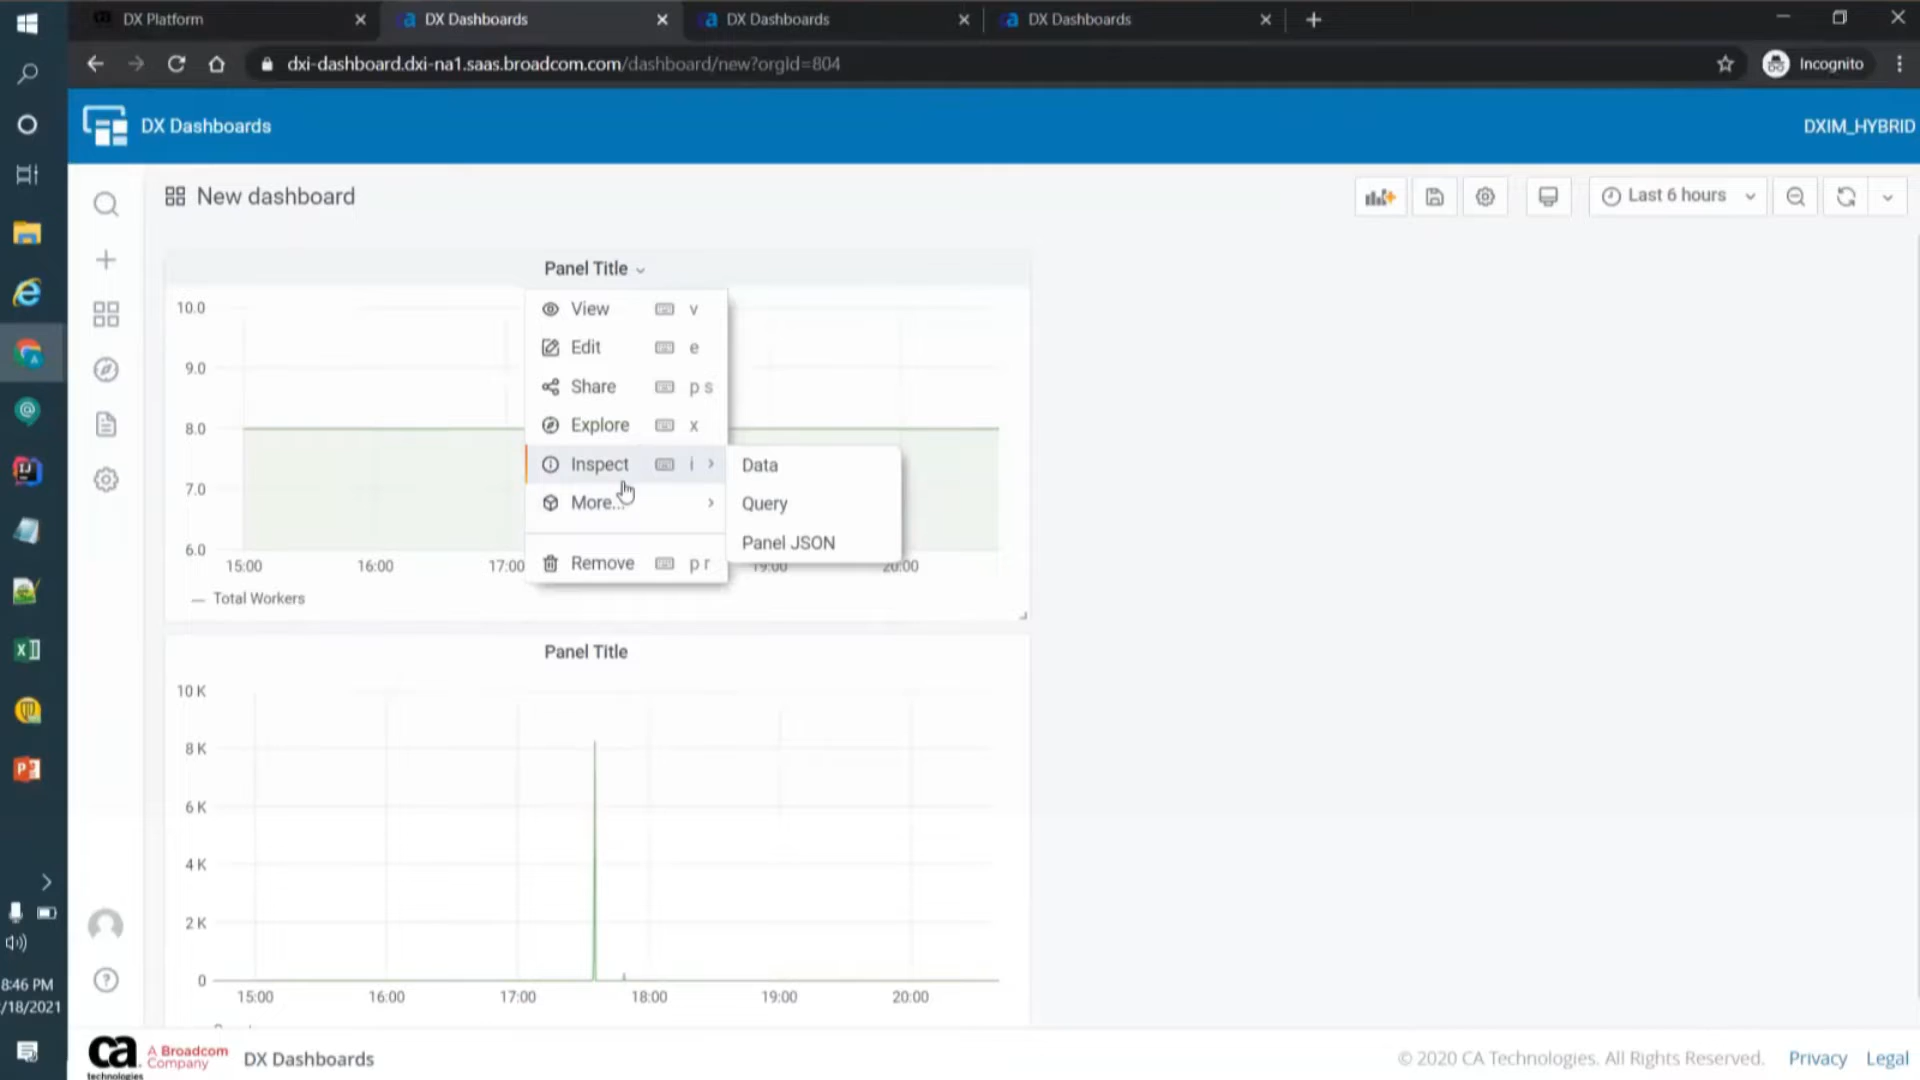 DX Platform
DX Dashboards
DX Dashboards
DX Dashboards
dxi-dashboard.dxi-na1.saas.broadcom.com/dashboard/new?orgId=804
Incognito
DX Dashboards
DXIM_HYBRID
New dashboard
Last 6 hours
Panel Title
10.0
9.0
8.0
7.0
6.0
15:00
16:00
17:00
19:00
20:00
Total Workers
View v
Edit e
Share p s
Explore x
Inspect i
More...
Remove p r
Data
Query
Panel JSON
Panel Title
10 K
8 K
6 K
4 K
2 K
0
15:00
16:00
17:00
18:00
19:00
20:00
8:46 PM
/18/2021
ca
technologies
A Broadcom
Company
DX Dashboards
© 2020 CA Technologies. All Rights Reserved.
Privacy
Legal